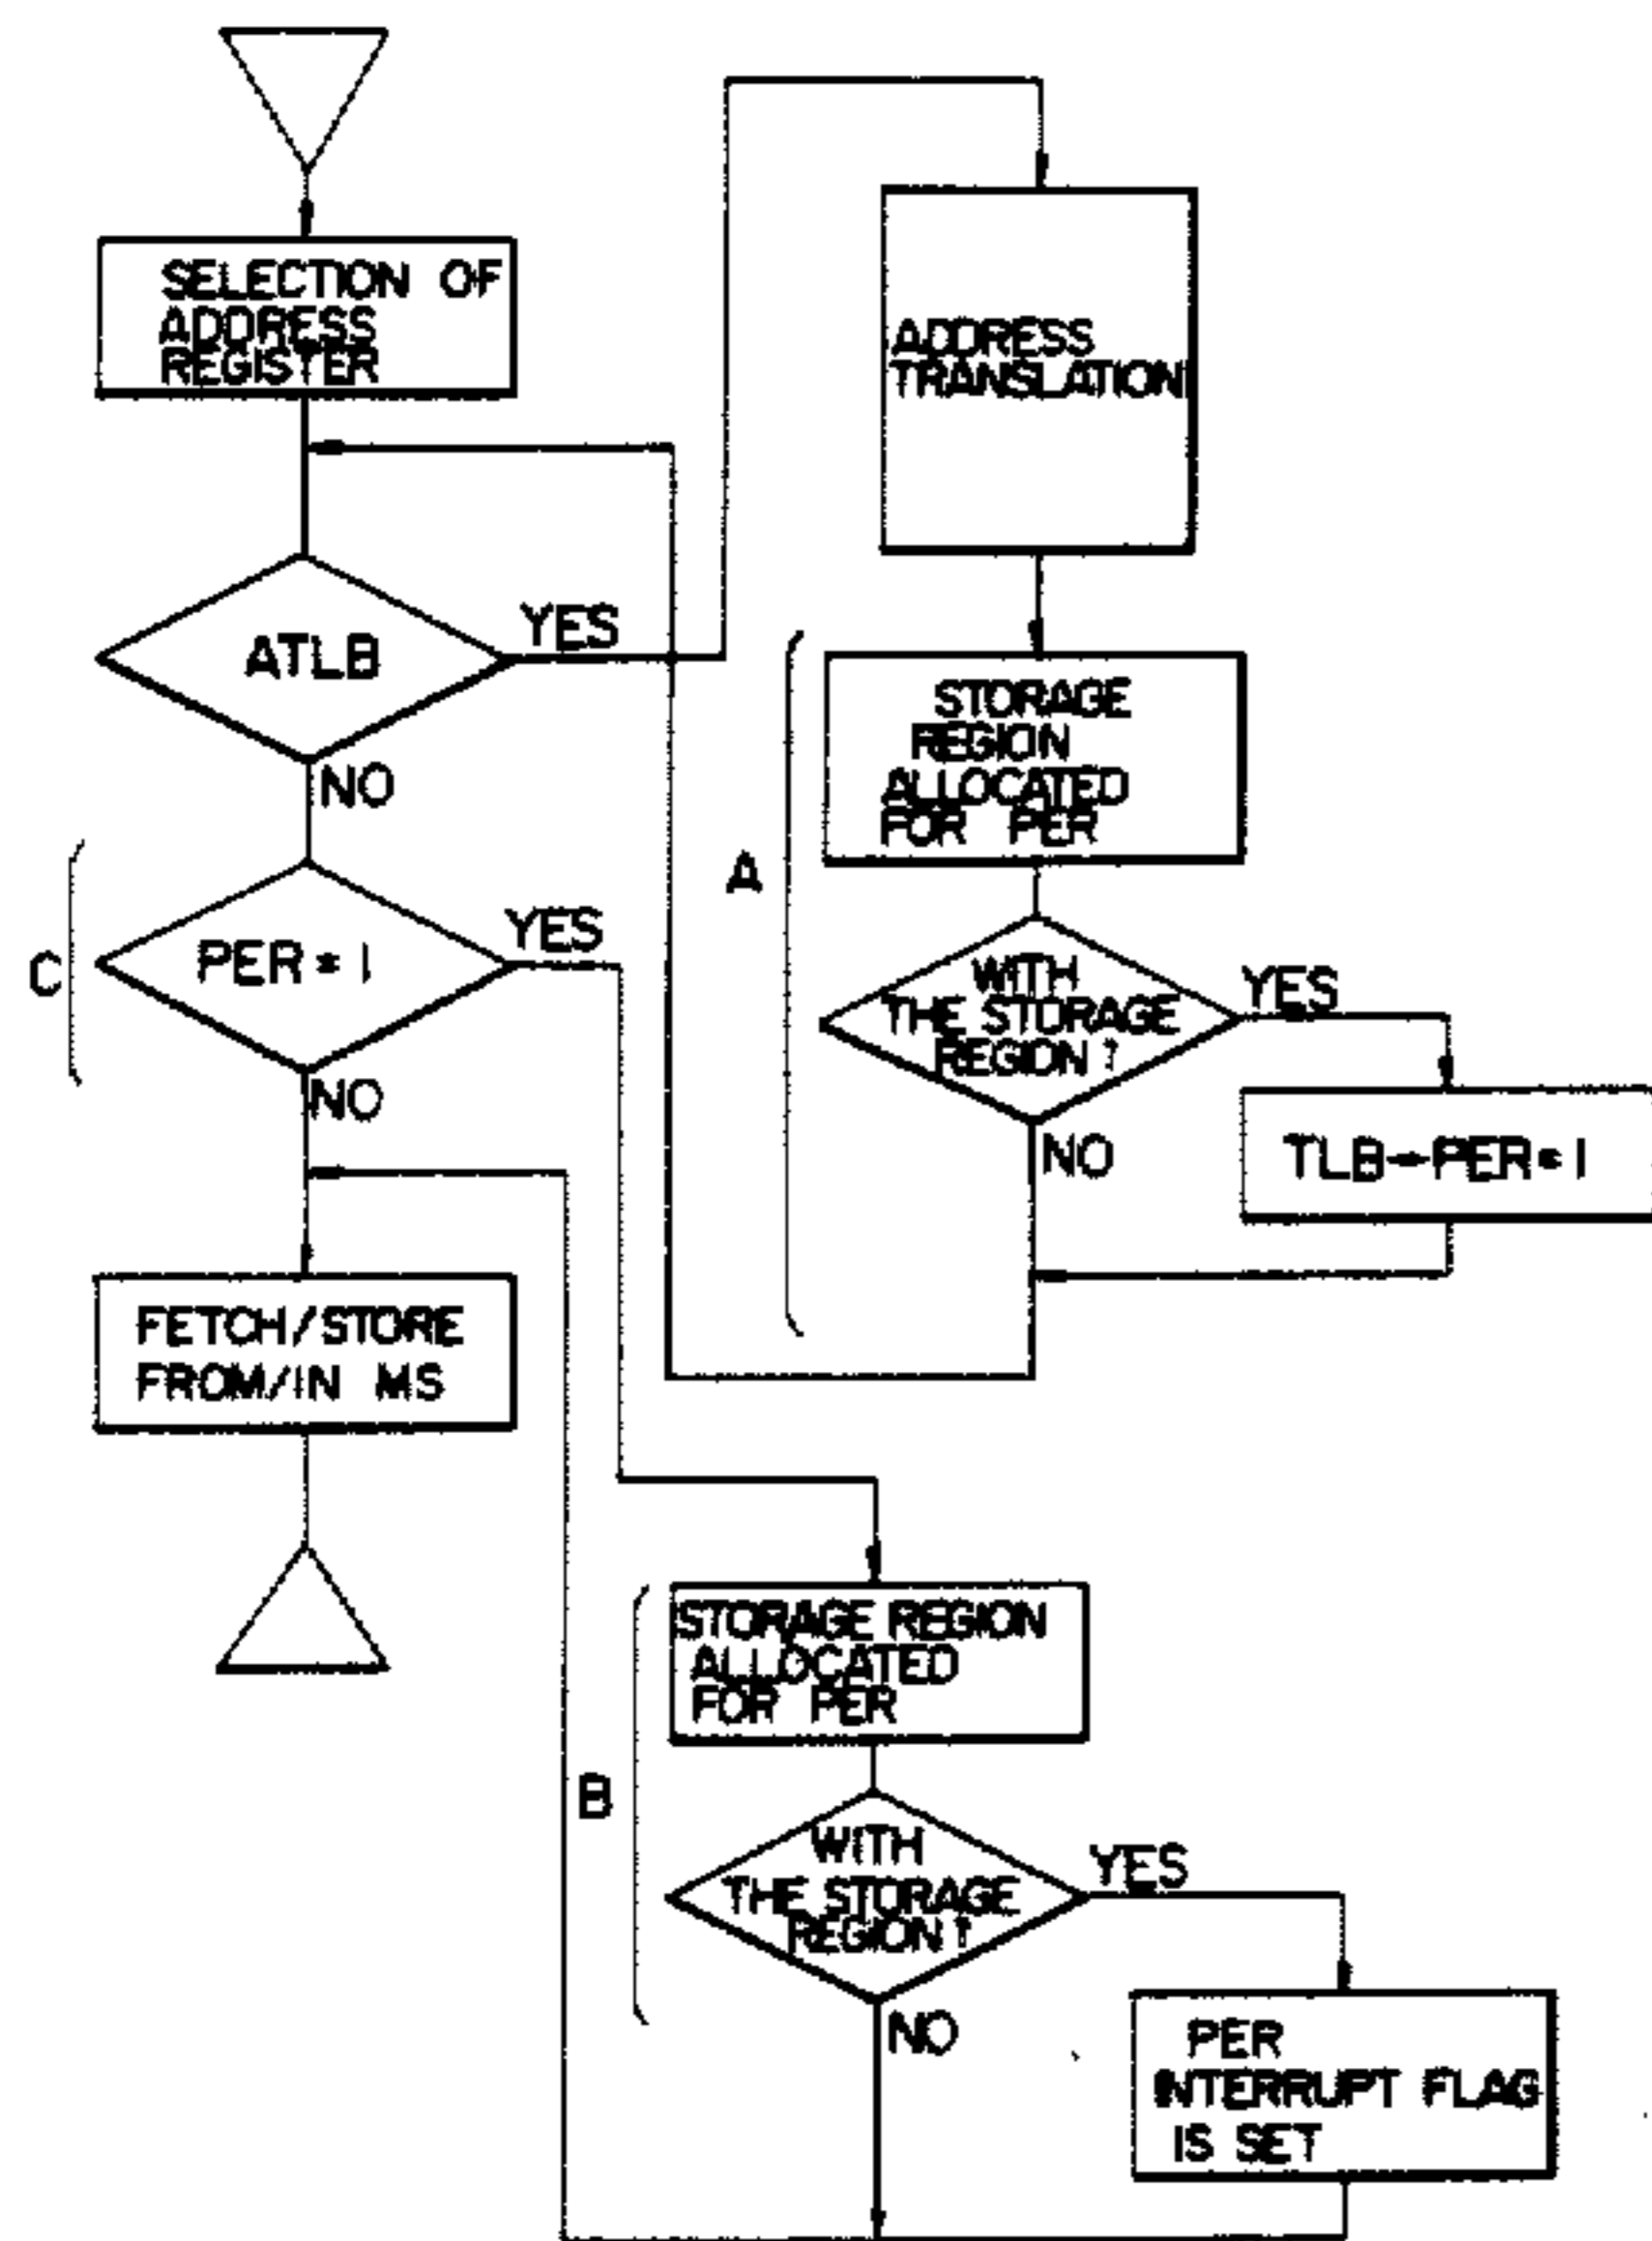 SELECTION OF
ADDRESS
REGISTER
ATLB
YES
NO
C
PER=1
YES
NO
FETCH/STORE
FROM/IN MS
ADDRESS
TRANSLATION
A
STORAGE
REGION
ALLOCATED
FOR PER
WITH
THE STORAGE
REGION?
YES
NO
TLB-PER=1
B
STORAGE REGION
ALLOCATED
FOR PER
WITH
THE STORAGE
REGION?
YES
NO
PER
INTERRUPT FLAG
IS SET